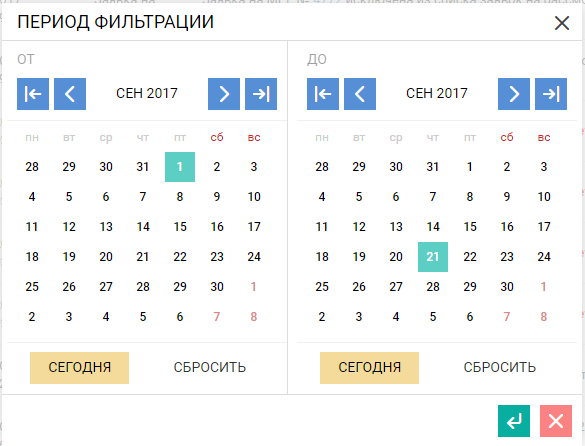 ПЕРИОД ФИЛЬТРАЦИИ
ОТ
СЕН 2017
пн вт ср чт пт сб вс
28 29 30 31 1 2 3
4 5 6 7 8 9 10
11 12 13 14 15 16 17
18 19 20 21 22 23 24
25 26 27 28 29 30 1
2 3 4 5 6 7 8
СЕГОДНЯ СБРОСИТЬ
ДО
СЕН 2017
пн вт ср чт пт сб вс
28 29 30 31 1 2 3
4 5 6 7 8 9 10
11 12 13 14 15 16 17
18 19 20 21 22 23 24
25 26 27 28 29 30 1
2 3 4 5 6 7 8
СЕГОДНЯ СБРОСИТЬ